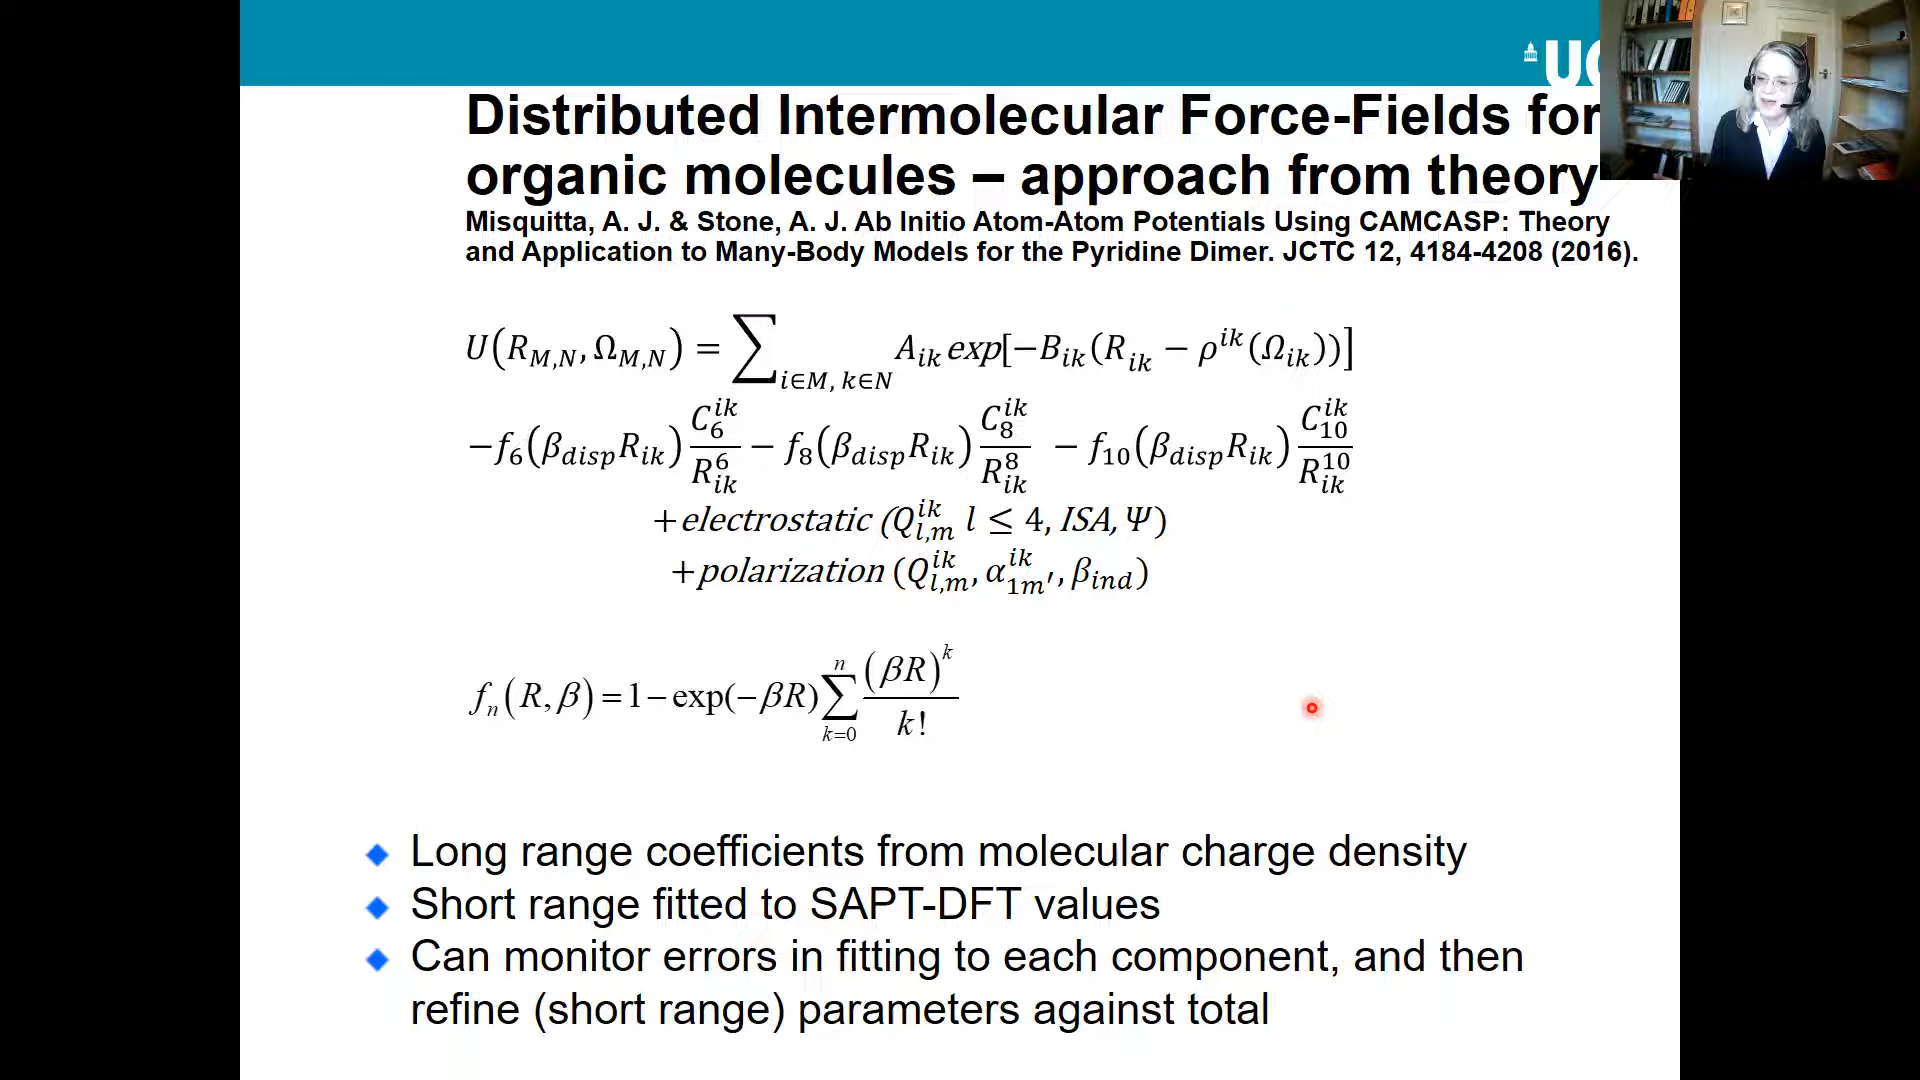 UC
Distributed Intermolecular Force-Fields for
organic molecules – approach from theory
Misquitta, A. J. & Stone, A. J. Ab Initio Atom-Atom Potentials Using CAMCASP: Theory
and Application to Many-Body Models for the Pyridine Dimer. JCTC 12, 4184-4208 (2016).
U(R_{M,N}, Ω_{M,N}) = ∑_{i∈M, k∈N} A_{ik} exp[−B_{ik}(R_{ik} − ρ^{ik}(Ω_{ik}))]
−f_6(β_{disp}R_{ik}) C_6^{ik}/R_{ik}^6 − f_8(β_{disp}R_{ik}) C_8^{ik}/R_{ik}^8 − f_{10}(β_{disp}R_{ik}) C_{10}^{ik}/R_{ik}^{10}
+electrostatic (Q_{l,m}^{ik} l ≤ 4, ISA, Ψ)
+polarization (Q_{l,m}^{ik}, α_{1m′}^{ik}, β_{ind})
f_n(R, β) = 1 − exp(−βR) ∑_{k=0}^{n} (βR)^k / k!
Long range coefficients from molecular charge density
Short range fitted to SAPT-DFT values
Can monitor errors in fitting to each component, and then
refine (short range) parameters against total